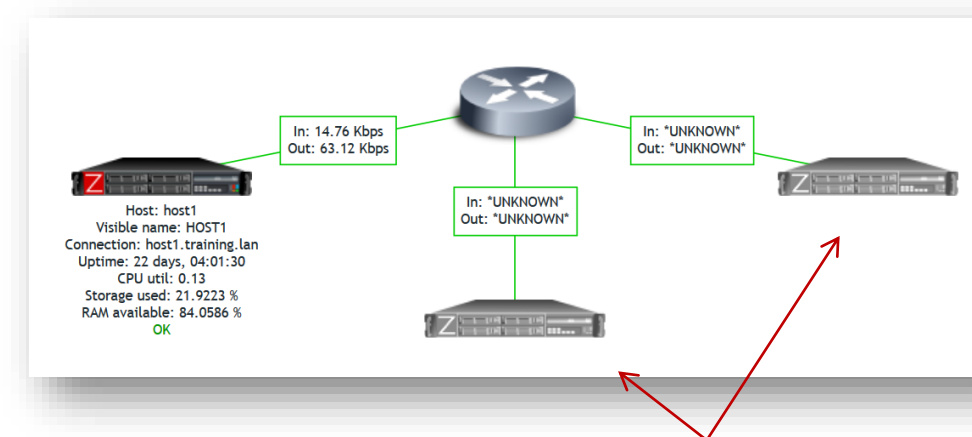 In: 14.76 Kbps
Out: 63.12 Kbps
In: *UNKNOWN*
Out: *UNKNOWN*
Z
Z
In: *UNKNOWN*
Out: *UNKNOWN*
Host: host1
Visible name: HOST1
Connection: host1.training.lan
Uptime: 22 days, 04:01:30
CPU util: 0.13
Storage used: 21.9223 %
RAM available: 84.0586 %
OK
Z